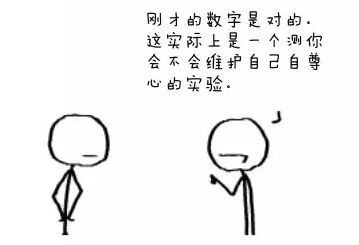 刚才的数字是对的.
这实际上是一个测你
会不会维护自己自尊
心的实验.